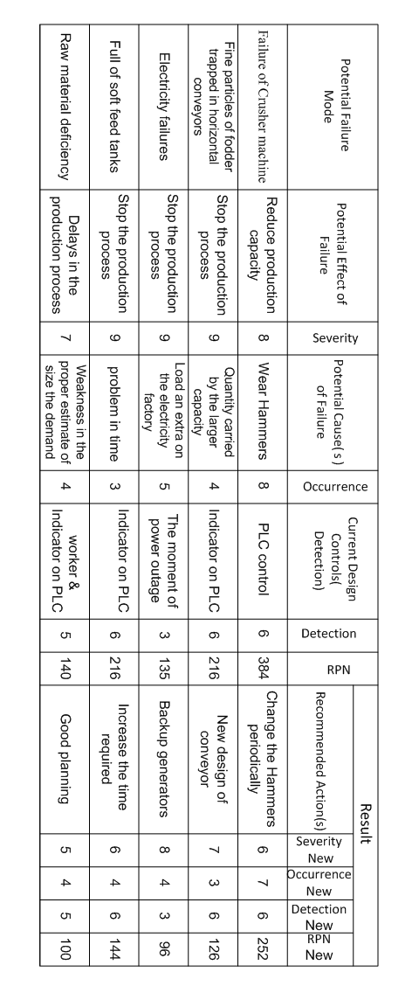 Result
Potential Failure
Mode
Potential Effect of
Failure
Severity
Potential Cause( s )
of Failure
Occurrence
Current Design
Controls(
Detection)
Detection
RPN
Recommended Action(s)
Severity
New
Occurrence
New
Detection
New
RPN
New
Failure of Crusher machine
Reduce production
capacity
8
Wear Hammers
8
PLC control
6
384
Change the Hammers
periodically
6
7
6
252
Fine particles of fodder
trapped in horizontal
conveyors
Stop the production
process
9
Quantity carried
by the larger
capacity
4
Indicator on PLC
6
216
New design of
conveyor
7
3
6
126
Electricity failures
Stop the production
process
9
Load an extra on
the electricity
factory
5
The moment of
power outage
3
135
Backup generators
8
4
3
96
Full of soft feed tanks
Stop the production
process
9
problem in time
3
Indicator on PLC
6
216
Increase the time
required
6
4
6
144
Raw material deficiency
Delays in the
production process
7
Weakness in the
proper estimate of
size the demand
4
worker &
Indicator on PLC
5
140
Good planning
5
4
5
100